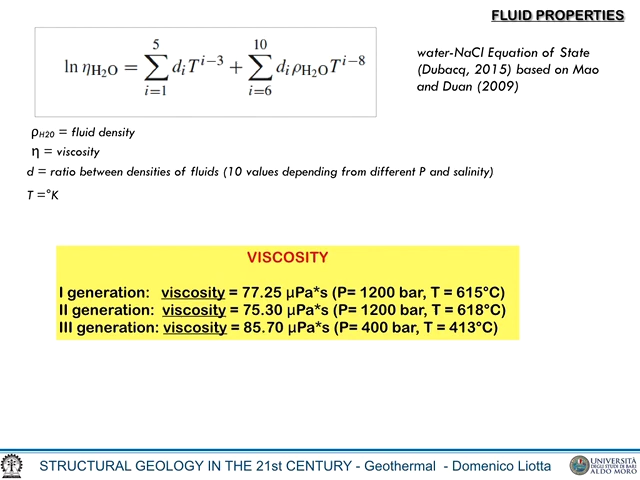 FLUID PROPERTIES
5 10
ln η_H₂O = ∑ d_i T^{i−3} + ∑ d_i ρ_H₂O T^{i−8}
i=1 i=6
water-NaCl Equation of State
(Dubacq, 2015) based on Mao
and Duan (2009)
ρH20 = fluid density
η = viscosity
d = ratio between densities of fluids (10 values depending from different P and salinity)
T =°K
VISCOSITY
I generation: viscosity = 77.25 µPa*s (P= 1200 bar, T = 615°C)
II generation: viscosity = 75.30 µPa*s (P= 1200 bar, T = 618°C)
III generation: viscosity = 85.70 µPa*s (P= 400 bar, T = 413°C)
STRUCTURAL GEOLOGY IN THE 21st CENTURY - Geothermal - Domenico Liotta
UNIVERSITÀ
DEGLI STUDI DI BARI
ALDO MORO